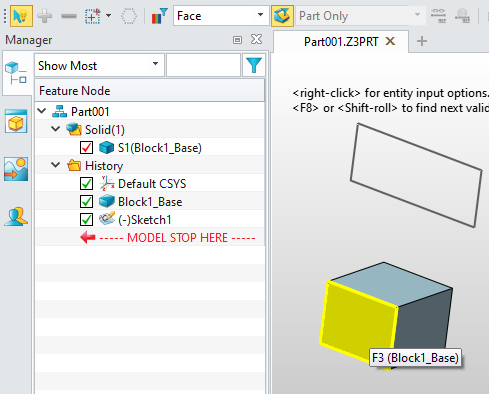 Face
Part Only
Manager
Part001.Z3PRT
Show Most
<right-click> for entity input options.
<F8> or <Shift-roll> to find next valid
Feature Node
Part001
Solid(1)
S1(Block1_Base)
History
Default CSYS
Block1_Base
(-)Sketch1
----- MODEL STOP HERE -----
F3 (Block1_Base)